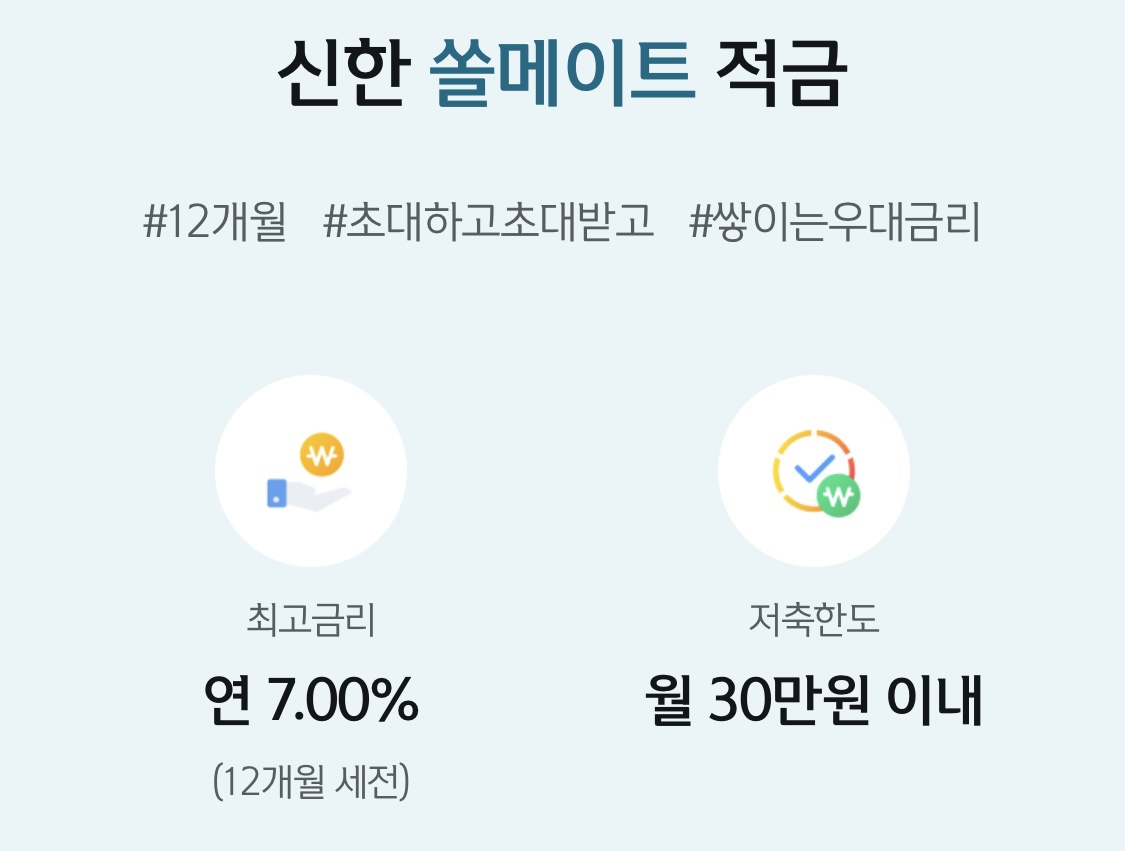 신한 쏠메이트 적금
#12개월 #초대하고초대받고 #쌓이는우대금리
최고금리 저축한도
연 7.00% 월 30만원 이내
(12개월 세전)